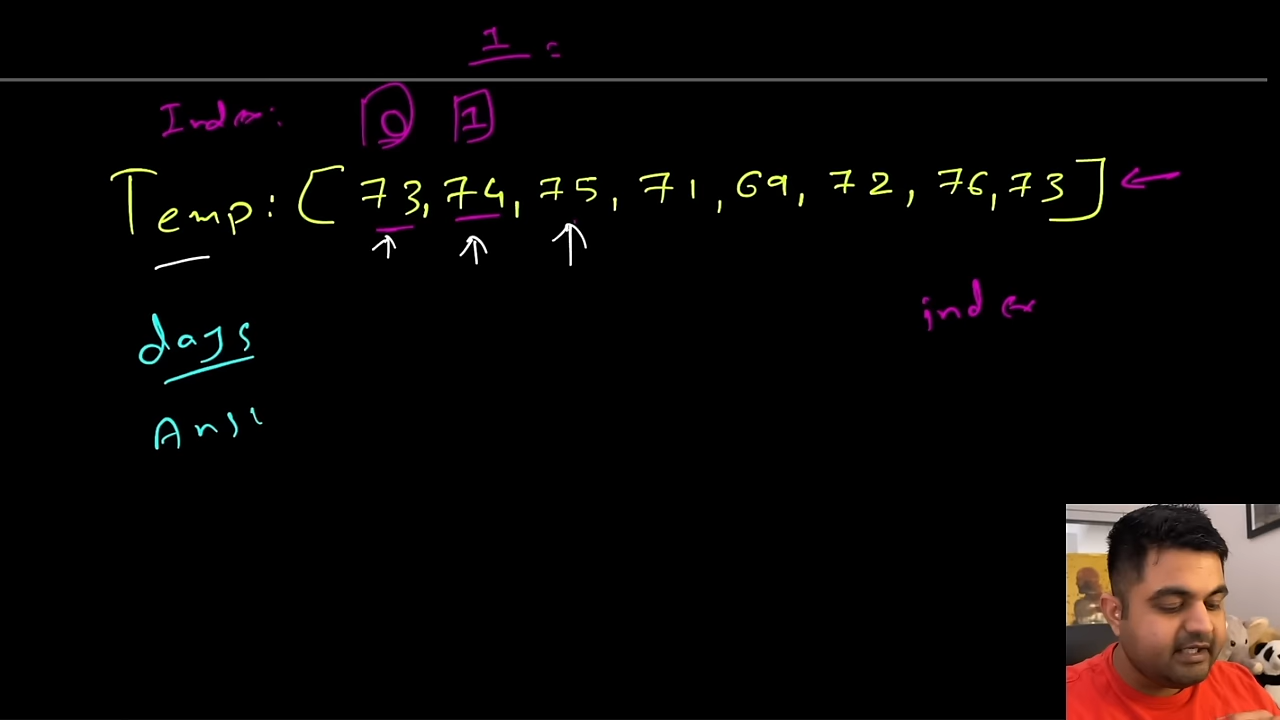 1 =
Index: 0 1
Temp: [73, 74, 75, 71, 69, 72, 76, 73] ←
index
days
Ans